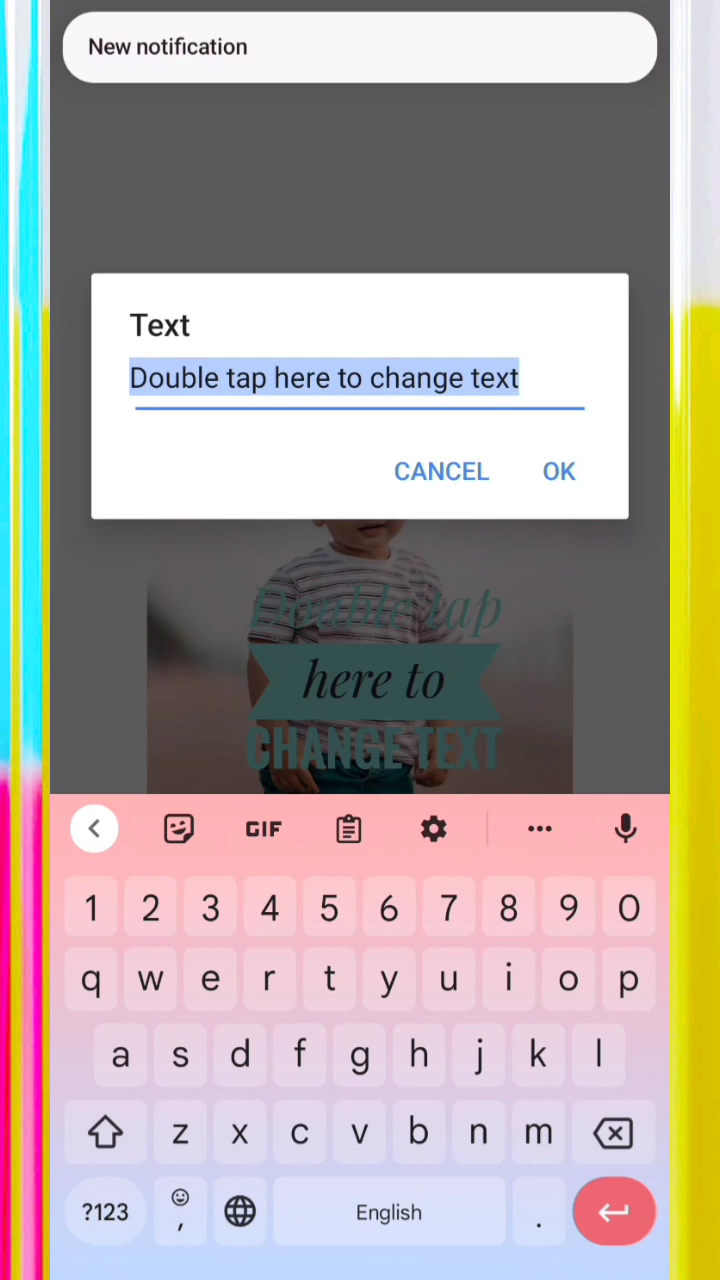 New notification
Text
Double tap here to change text
CANCEL OK
Double tap
here to
CHANGE TEXT
GIF
1 2 3 4 5 6 7 8 9 0
q w e r t y u i o p
a s d f g h j k l
z x c v b n m
?123 , English .